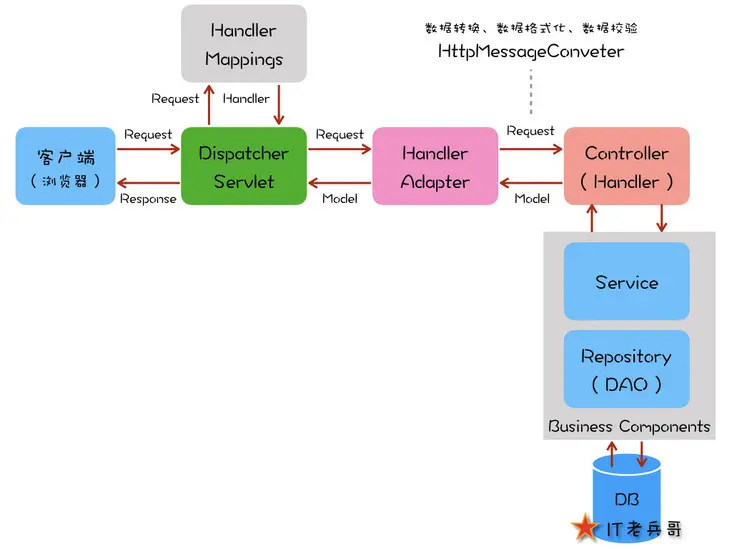 Handler
Mappings
数据转换、数据格式化、数据校验
HttpMessageConveter
Request
Handler
Request
Request
Request
客户端
（浏览器）
Dispatcher
Servlet
Handler
Adapter
Controller
（Handler）
Response
Model
Model
Service
Repository
（DAO）
Business Components
DB
IT老兵哥